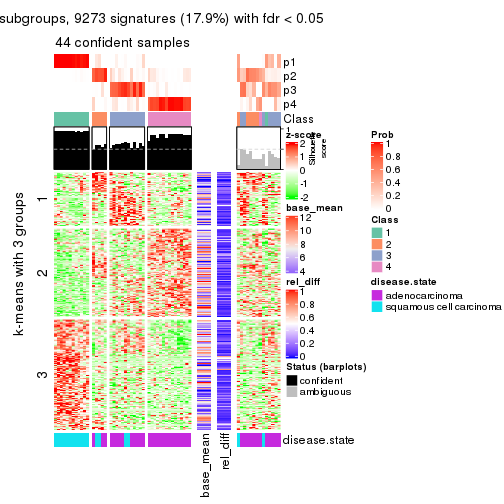 subgroups, 9273 signatures (17.9%) with fdr < 0.05
44 confident samples
p1
p2
p3
p4
Class
1
0
Silhouette
score
k-means with 3 groups
1
2
3
base_mean
rel_diff
disease.state
z-score
2
1
0
-1
-2
base_mean
12
10
8
6
4
rel_diff
1
0.8
0.6
0.4
0.2
0
Status (barplots)
confident
ambiguous
Prob
1
0.8
0.6
0.4
0.2
0
Class
1
2
3
4
disease.state
adenocarcinoma
squamous cell carcinoma